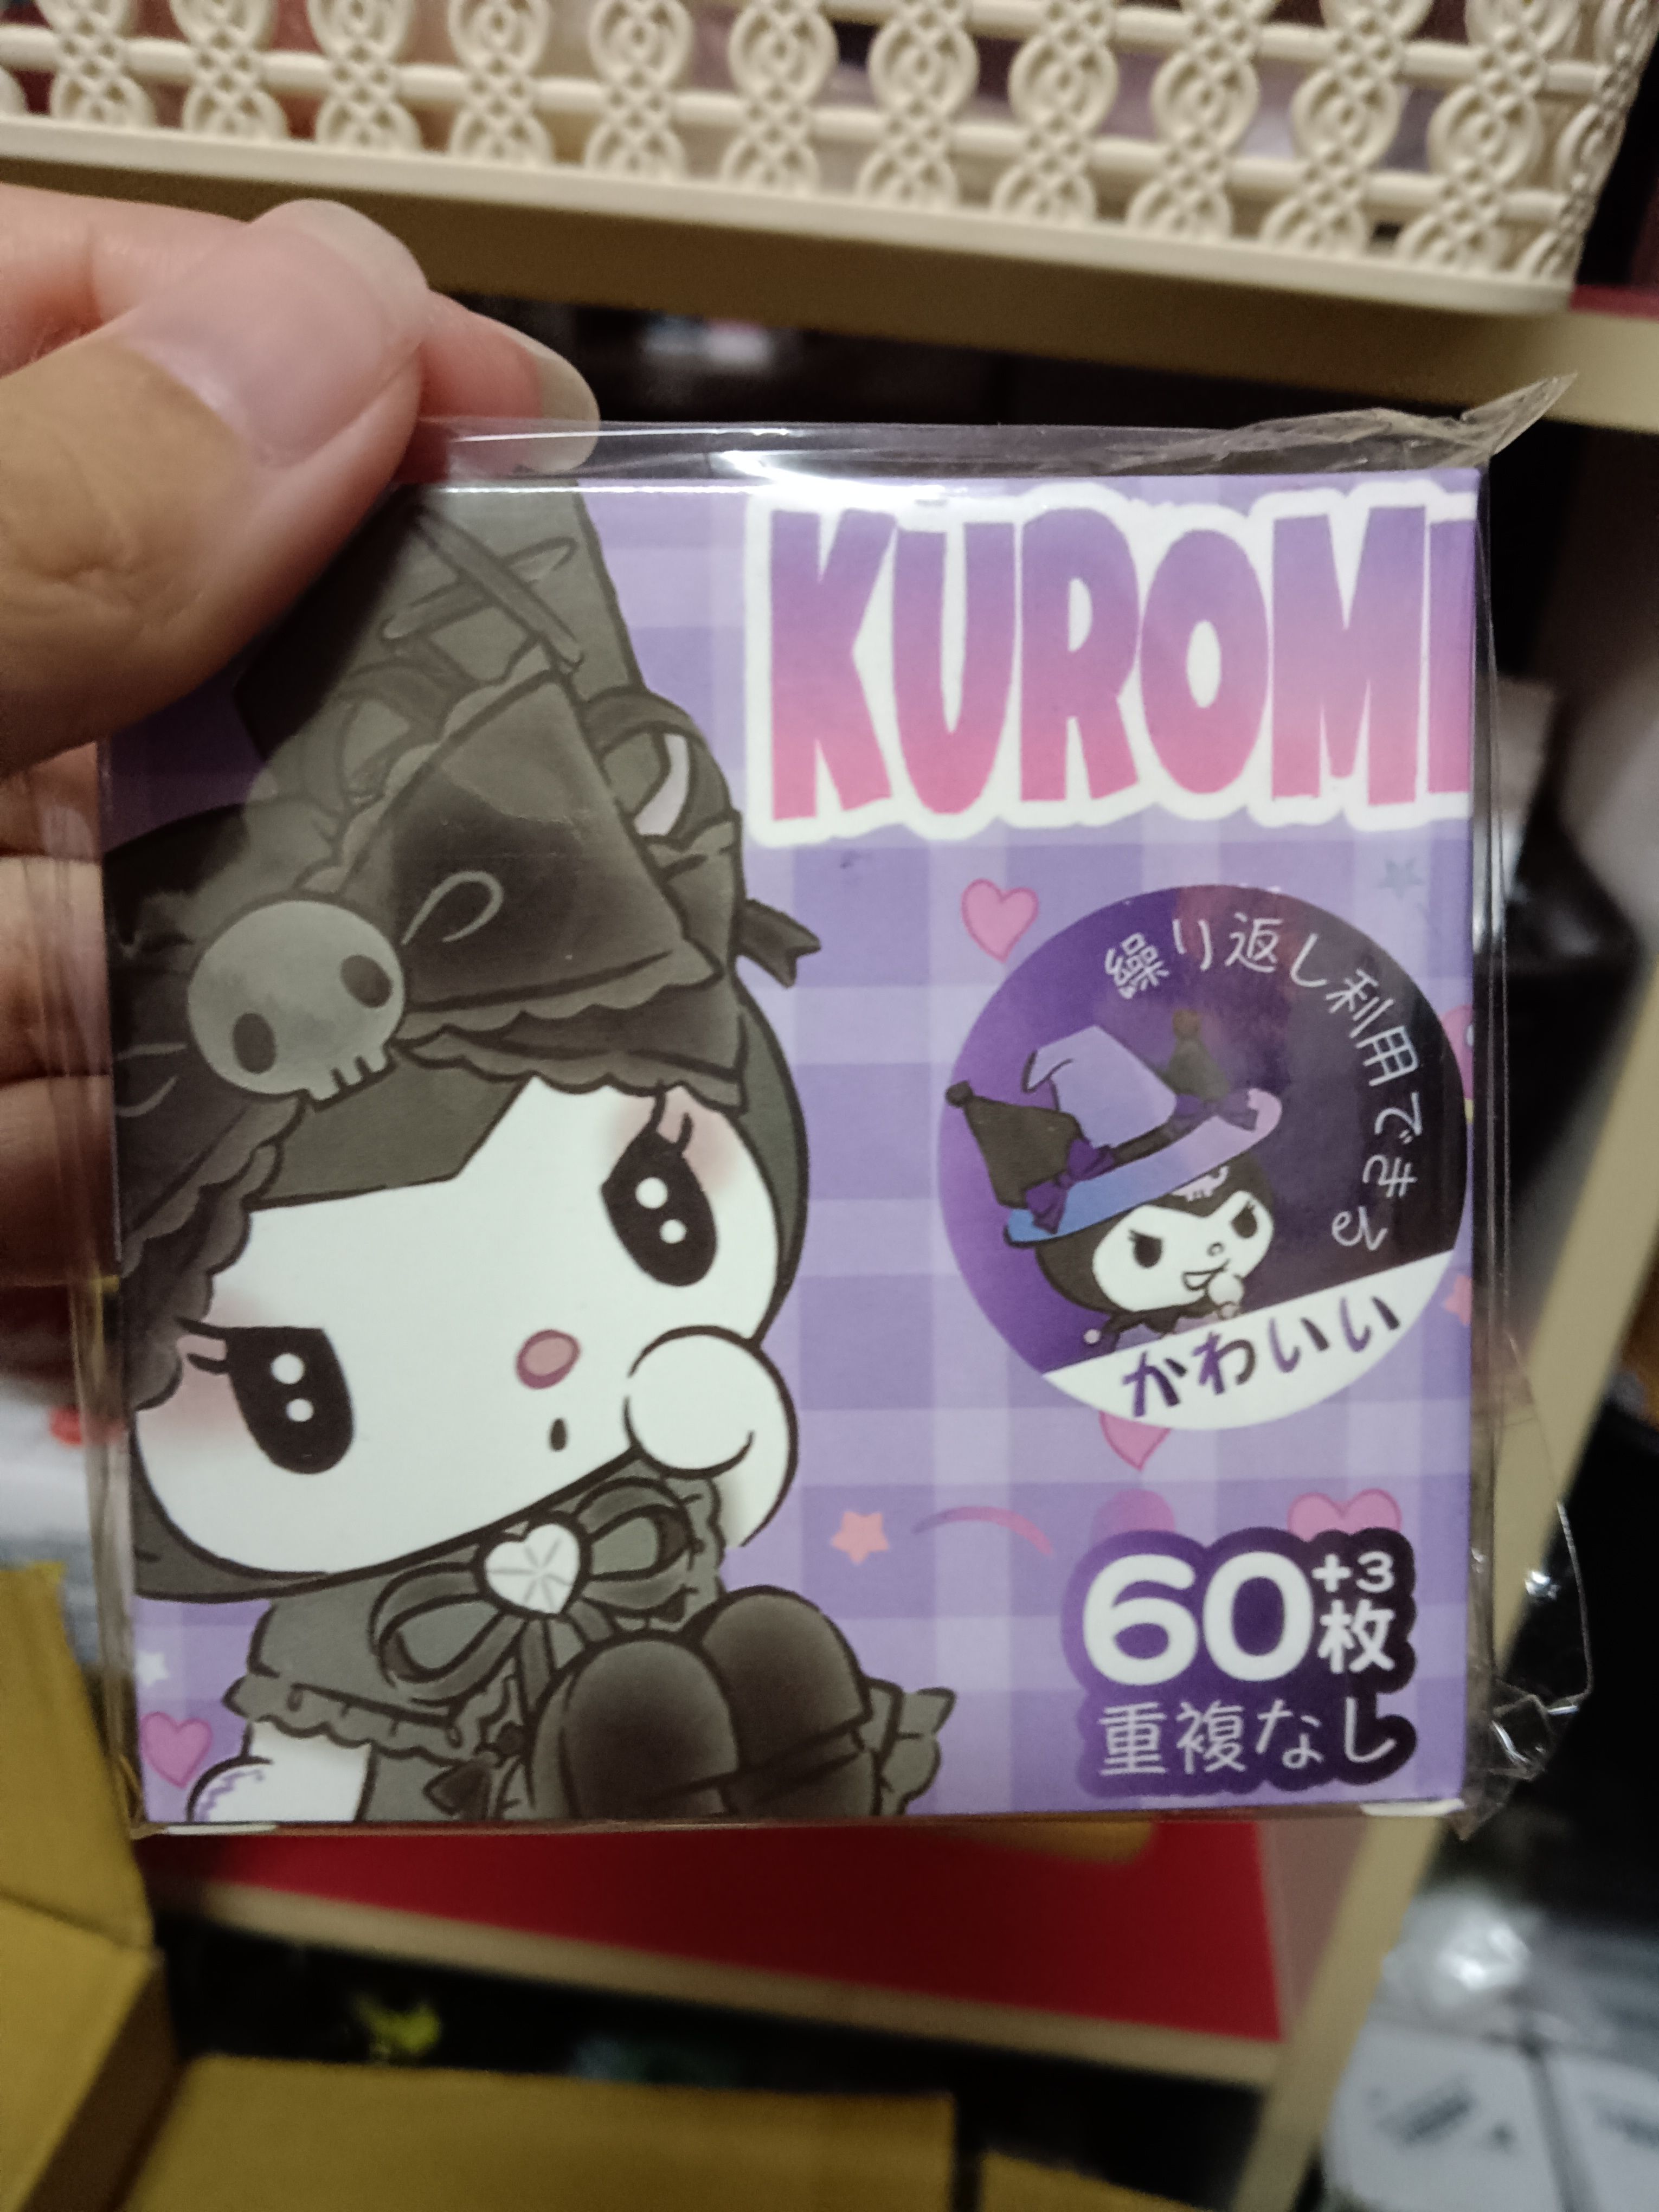 KUROMI
繰り返し利用できる
かわいい
60+3枚
重複なし